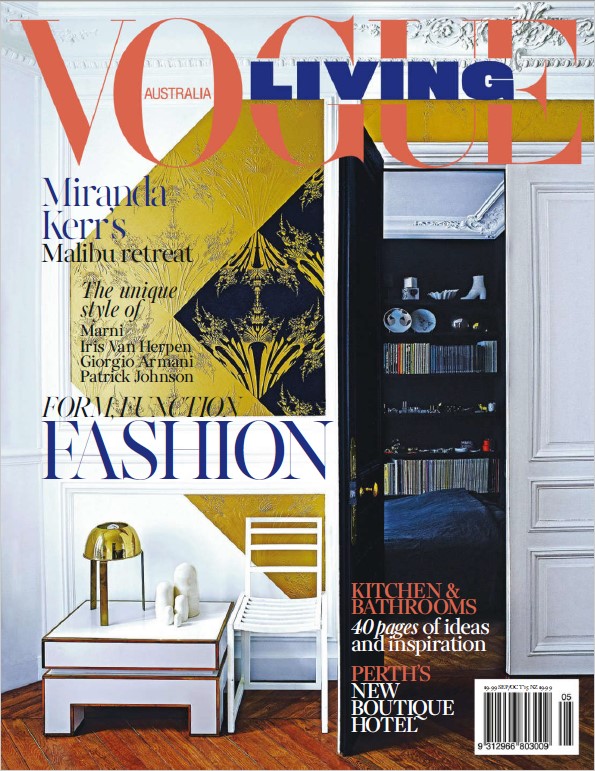 VOGUE
AUSTRALIA
LIVING
Miranda
Kerr's
Malibu retreat
The unique
style of
Marni
Iris Van Herpen
Giorgio Armani
Patrick Johnson
FORM, FUNCTION
FASHION
KITCHEN &
BATHROOMS
40 pages of ideas
and inspiration
PERTH'S
NEW
BOUTIQUE
HOTEL
SEP/OCT
05
9 312966 803009